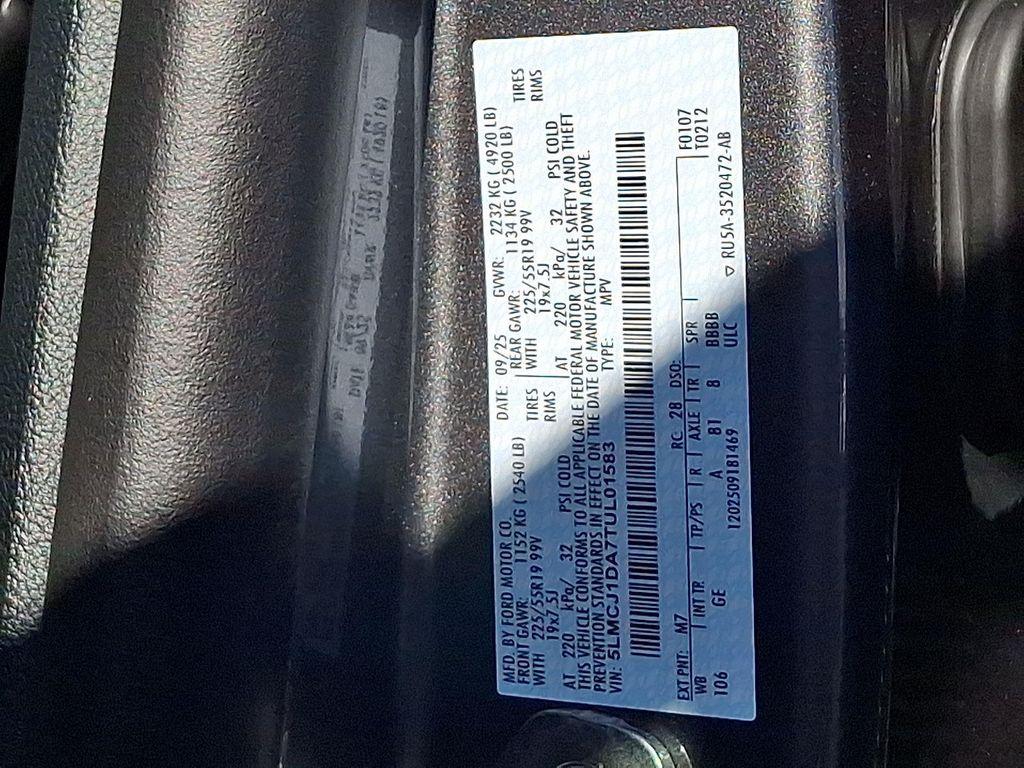 MFD. BY FORD MOTOR CO. DATE: 09/25 GVWR: 2232 KG ( 4920 LB)
FRONT GAWR: 1152 KG ( 2540 LB) REAR GAWR: 1134 KG ( 2500 LB)
WITH 225/55R19 99V TIRES WITH 225/55R19 99V TIRES
19x7.5J RIMS 19x7.5J RIMS
AT 220 kPa/ 32 PSI COLD AT 220 kPa/ 32 PSI COLD
THIS VEHICLE CONFORMS TO ALL APPLICABLE FEDERAL MOTOR VEHICLE SAFETY AND THEFT
PREVENTION STANDARDS IN EFFECT ON THE DATE OF MANUFACTURE SHOWN ABOVE.
VIN: 5LMCJ1DA7TUL01583 TYPE: MPV
EXT PNT: M7 RC: 28 DSO: F0107
WB INT TR TP/PS R AXLE TR SPR T0212
106 GE A 81 8 BBBB
ULC
1202509181469 ▽ RU5A-3520472-AB